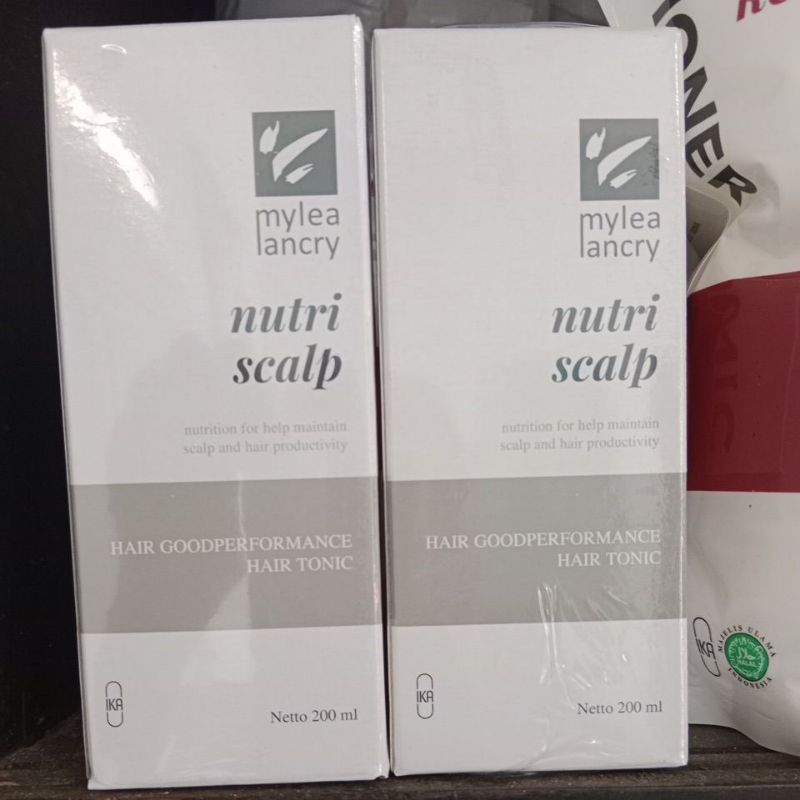 mylea
lancry
nutri
scalp
nutrition for help maintain
scalp and hair productivity
HAIR GOODPERFORMANCE
HAIR TONIC
IKA
Netto 200 ml
mylea
lancry
nutri
scalp
nutrition for help maintain
scalp and hair productivity
HAIR GOODPERFORMANCE
HAIR TONIC
IKA
Netto 200 ml
IKA
MAJELIS ULAMA
HALAL
INDONESIA